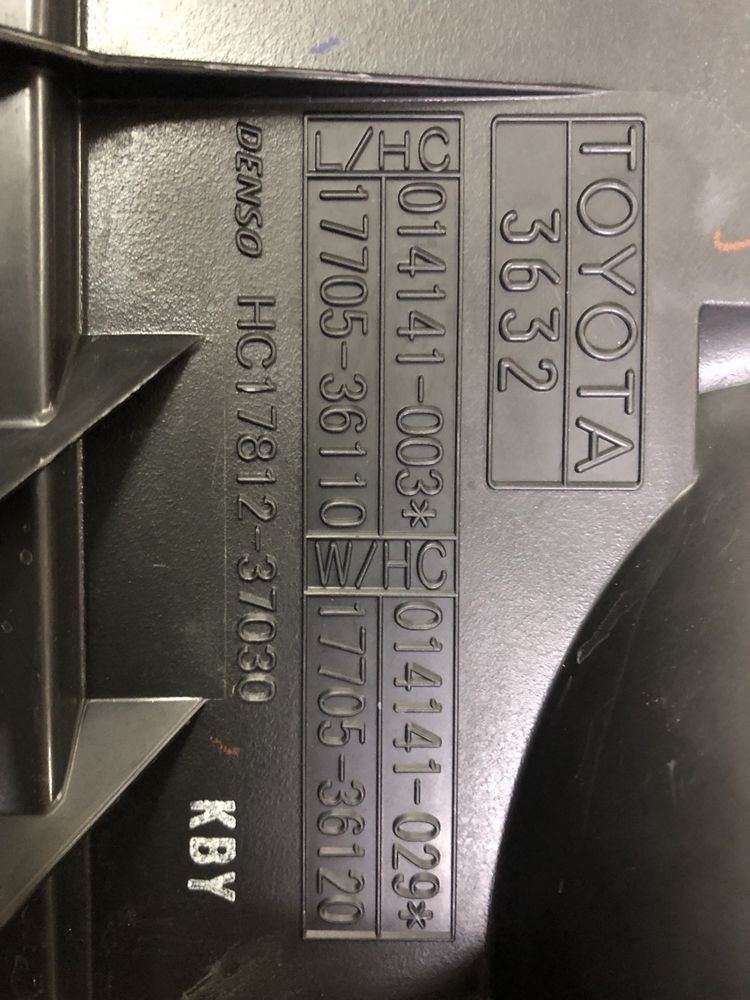 TOYOTA
3632
L/HC
014141-003*
17705-36110
W/HC
014141-029*
17705-36120
DENSO HC17812-37030
KBY